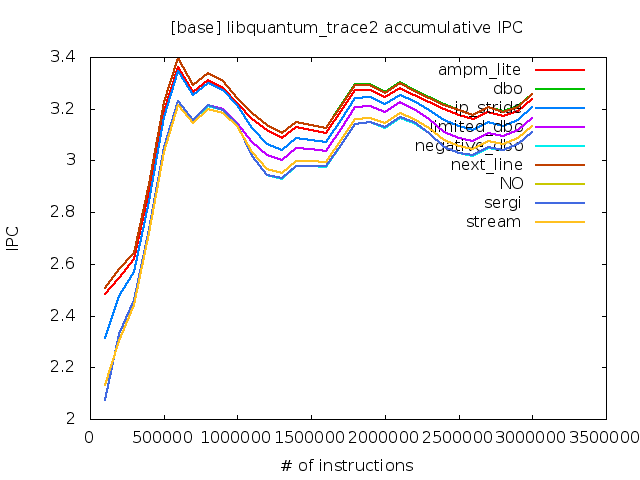 [base] libquantum_trace2 accumulative IPC
3.4
3.2
3
2.8
2.6
2.4
2.2
2
IPC
ampm_lite
dbo
ip_stride
limited_dbo
negative_dbo
next_line
NO
sergi
stream
0 500000 1000000 1500000 2000000 2500000 3000000 3500000
# of instructions